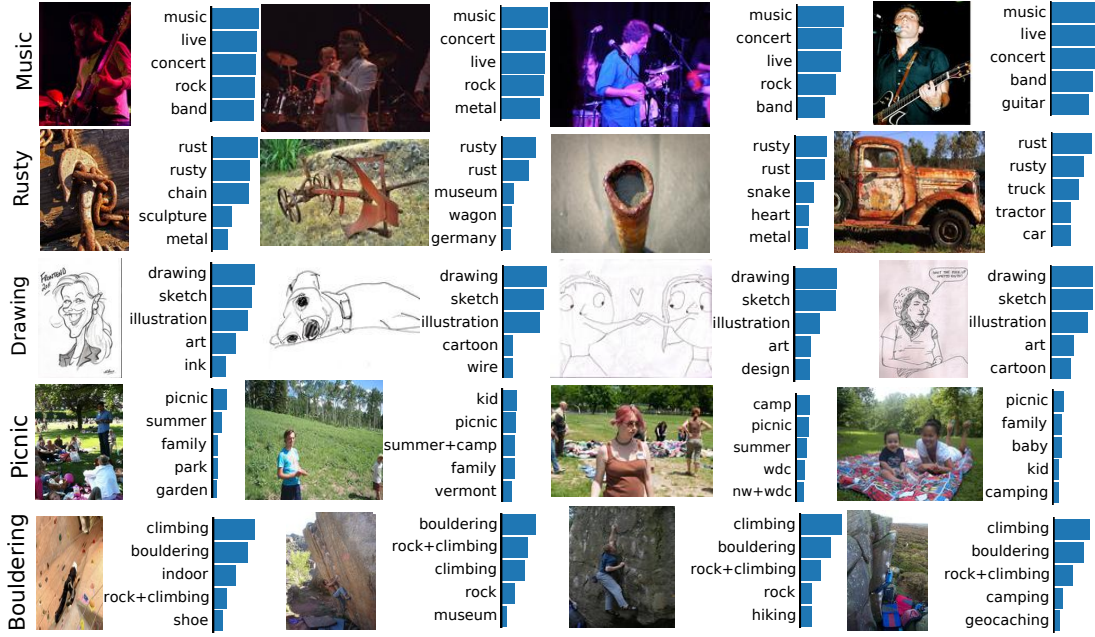 Music
music
live
concert
rock
band
music
concert
live
rock
metal
music
concert
live
rock
band
music
live
concert
band
guitar
Rusty
rust
rusty
chain
sculpture
metal
rusty
rust
museum
wagon
germany
rusty
rust
snake
heart
metal
rust
rusty
truck
tractor
car
Drawing
drawing
sketch
illustration
art
ink
drawing
sketch
illustration
cartoon
wire
drawing
sketch
illustration
art
design
drawing
sketch
illustration
art
cartoon
Picnic
picnic
summer
family
park
garden
kid
picnic
summer+camp
family
vermont
camp
picnic
summer
wdc
nw+wdc
picnic
family
baby
kid
camping
Bouldering
climbing
bouldering
indoor
rock+climbing
shoe
bouldering
rock+climbing
climbing
rock
museum
climbing
bouldering
rock+climbing
rock
hiking
climbing
bouldering
rock+climbing
camping
geocaching